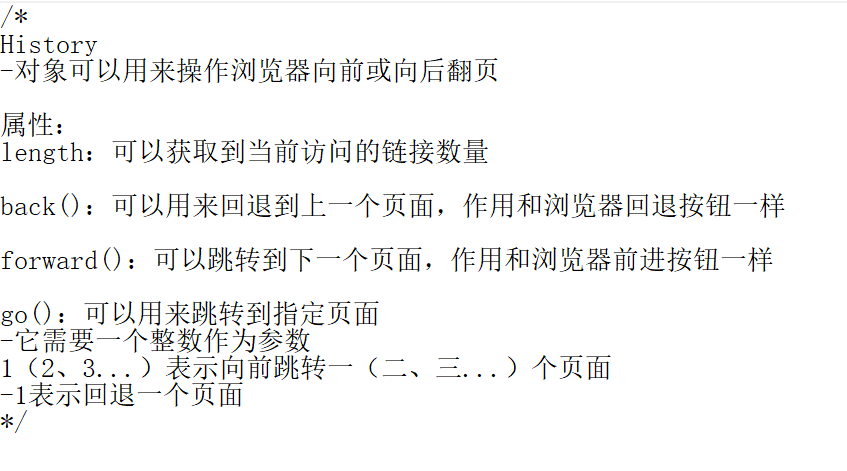 /*
History
-对象可以用来操作浏览器向前或向后翻页
属性：
length：可以获取到当前访问的链接数量
back()：可以用来回退到上一个页面，作用和浏览器回退按钮一样
forward()：可以跳转到下一个页面，作用和浏览器前进按钮一样
go()：可以用来跳转到指定页面
-它需要一个整数作为参数
1（2、3...）表示向前跳转一（二、三...）个页面
-1表示回退一个页面
*/